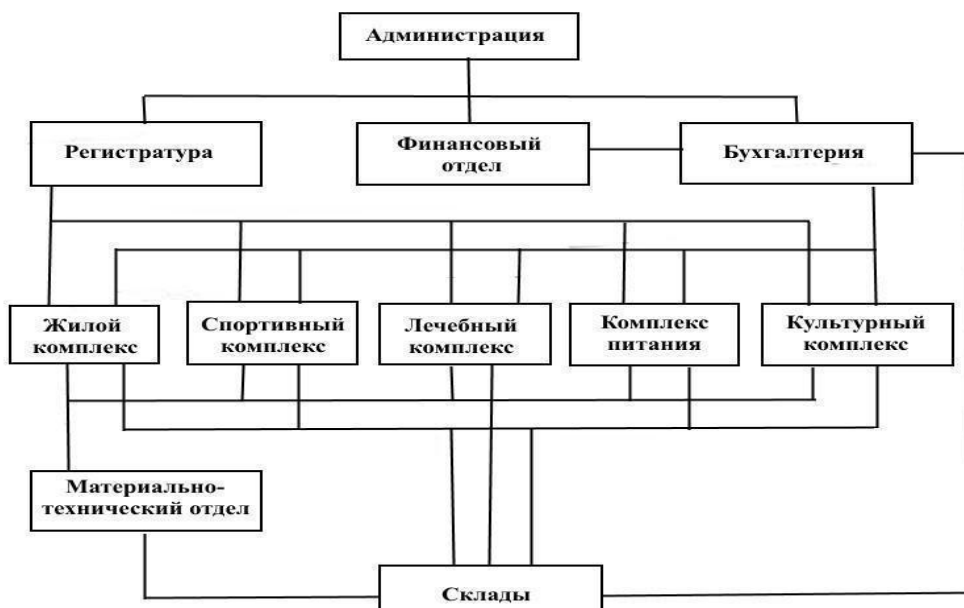 Администрация
Регистратура
Финансовый
отдел
Бухгалтерия
Жилой
комплекс
Спортивный
комплекс
Лечебный
комплекс
Комплекс
питания
Культурный
комплекс
Материально-
технический отдел
Склады